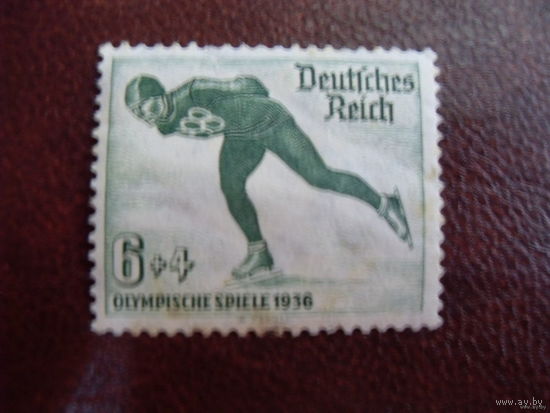 Deutsches
Reich
6+4
OLYMPISCHE SPIELE 1936
www.ay.by